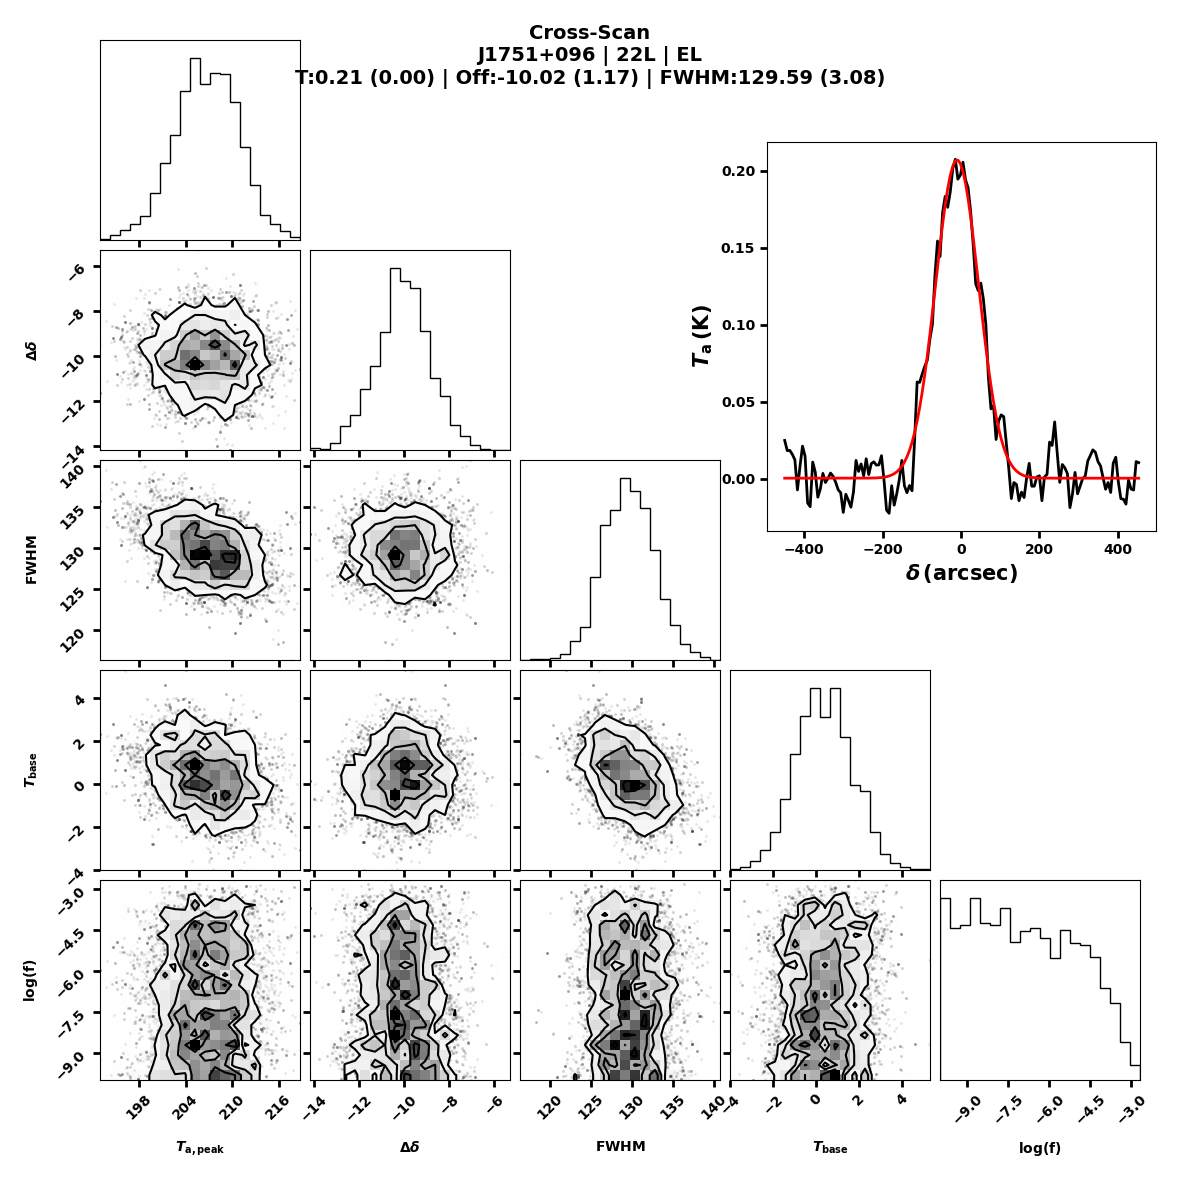 Cross-Scan
J1751+096 | 22L | EL
T:0.21 (0.00) | Off:-10.02 (1.17) | FWHM:129.59 (3.08)
0.20
0.15
0.10
0.05
0.00
Ta (K)
−400 −200 0 200 400
δ (arcsec)
−6
−8
−10
−12
−14
Δδ
140
135
130
125
120
FWHM
4
2
0
−2
−4
Tbase
−3.0
−4.5
−6.0
−7.5
−9.0
log(f)
198 204 210 216
−14 −12 −10 −8 −6
120 125 130 135 140
−4 −2 0 2 4
−9.0 −7.5 −6.0 −4.5 −3.0
Ta,peak Δδ FWHM Tbase log(f)